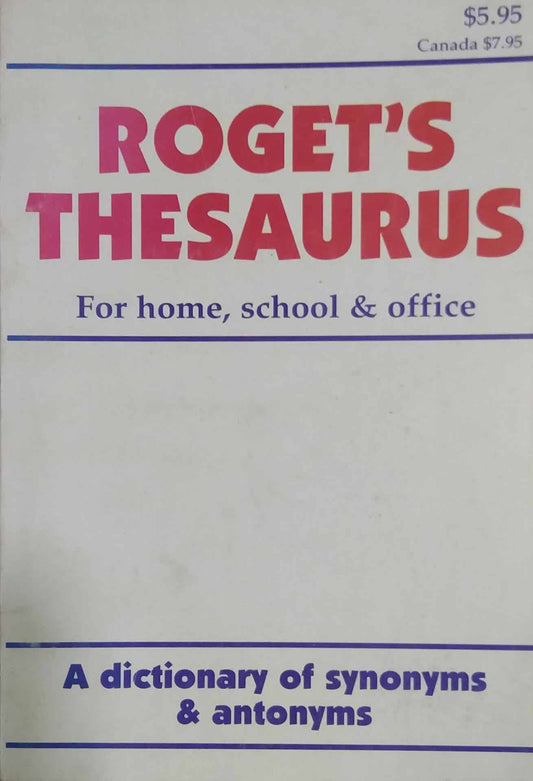 $5.95
Canada $7.95
ROGET'S
THESAURUS
For home, school & office
A dictionary of synonyms
& antonyms